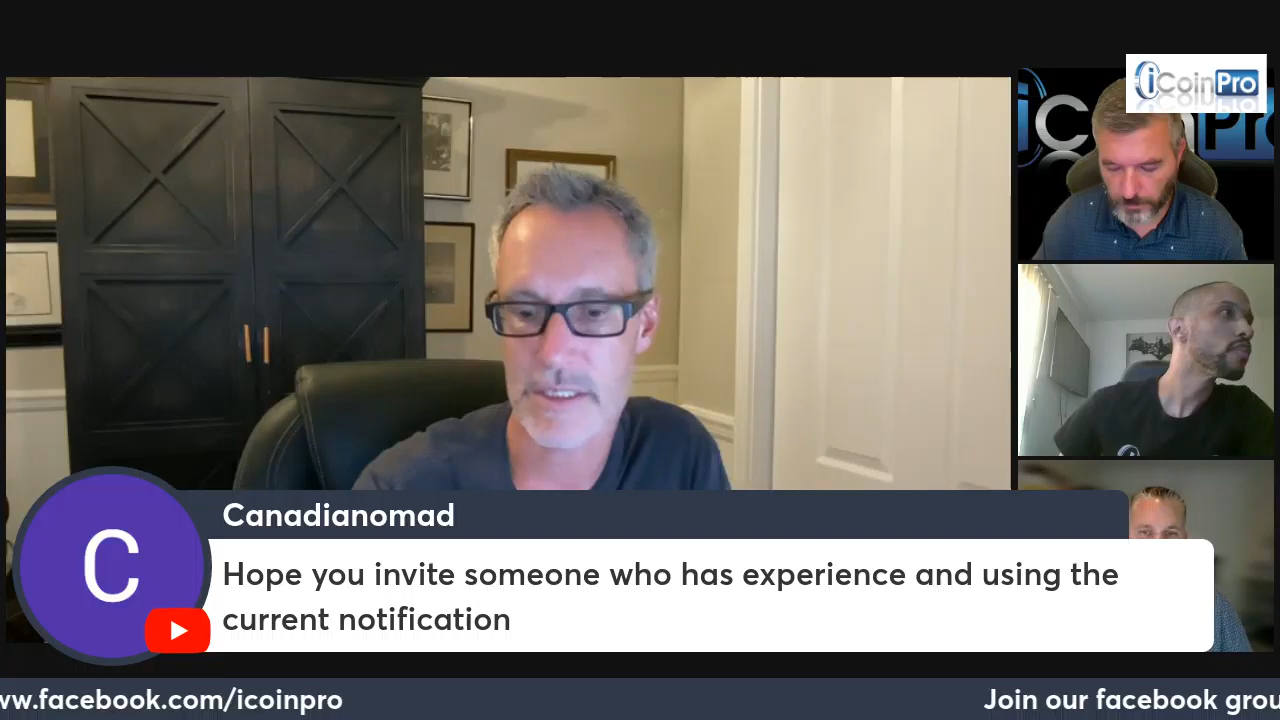 iCoinPro
Canadianomad
C
Hope you invite someone who has experience and using the
current notification
ww.facebook.com/icoinpro
Join our facebook grou